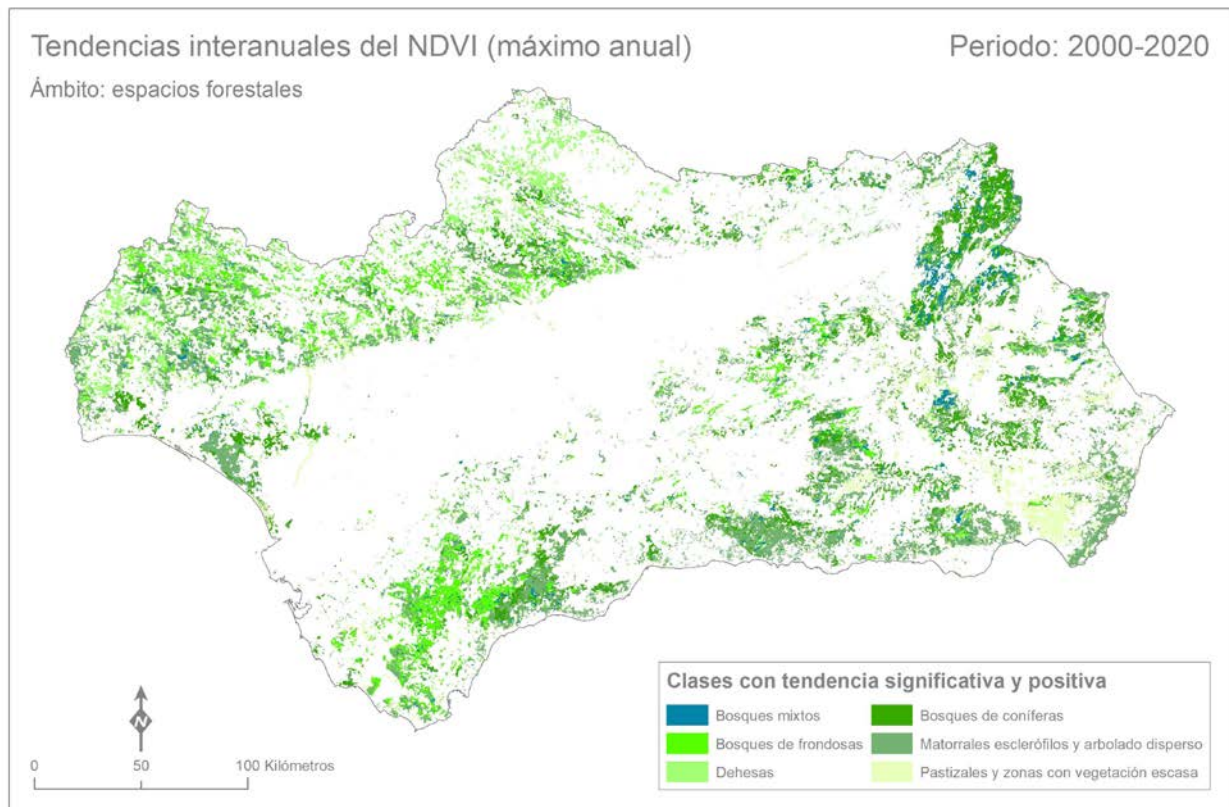 Tendencias interanuales del NDVI (máximo anual)
Periodo: 2000-2020
Ámbito: espacios forestales
Clases con tendencia significativa y positiva
Bosques mixtos
Bosques de coníferas
Bosques de frondosas
Matorrales esclerófilos y arbolado disperso
Dehesas
Pastizales y zonas con vegetación escasa
N
0 50 100 Kilómetros